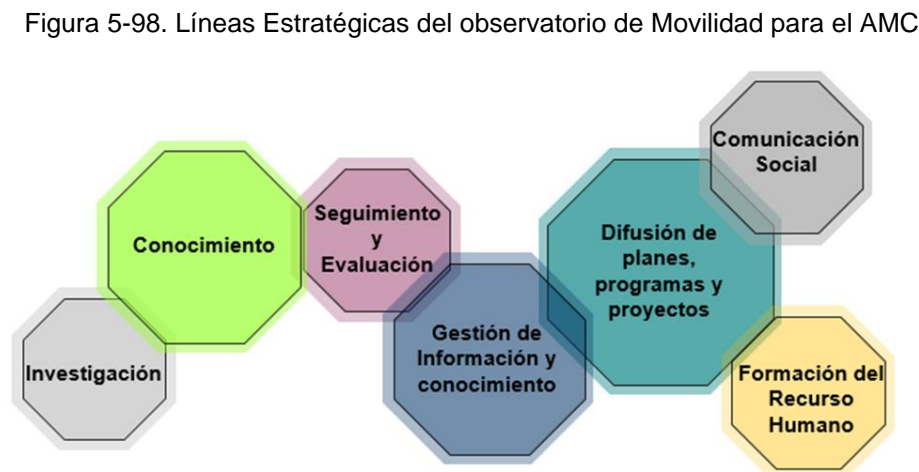 Figura 5-98. Líneas Estratégicas del observatorio de Movilidad para el AMC
Investigación
Conocimiento
Seguimiento
y
Evaluación
Gestión de
Información y
conocimiento
Difusión de
planes,
programas y
proyectos
Comunicación
Social
Formación del
Recurso
Humano